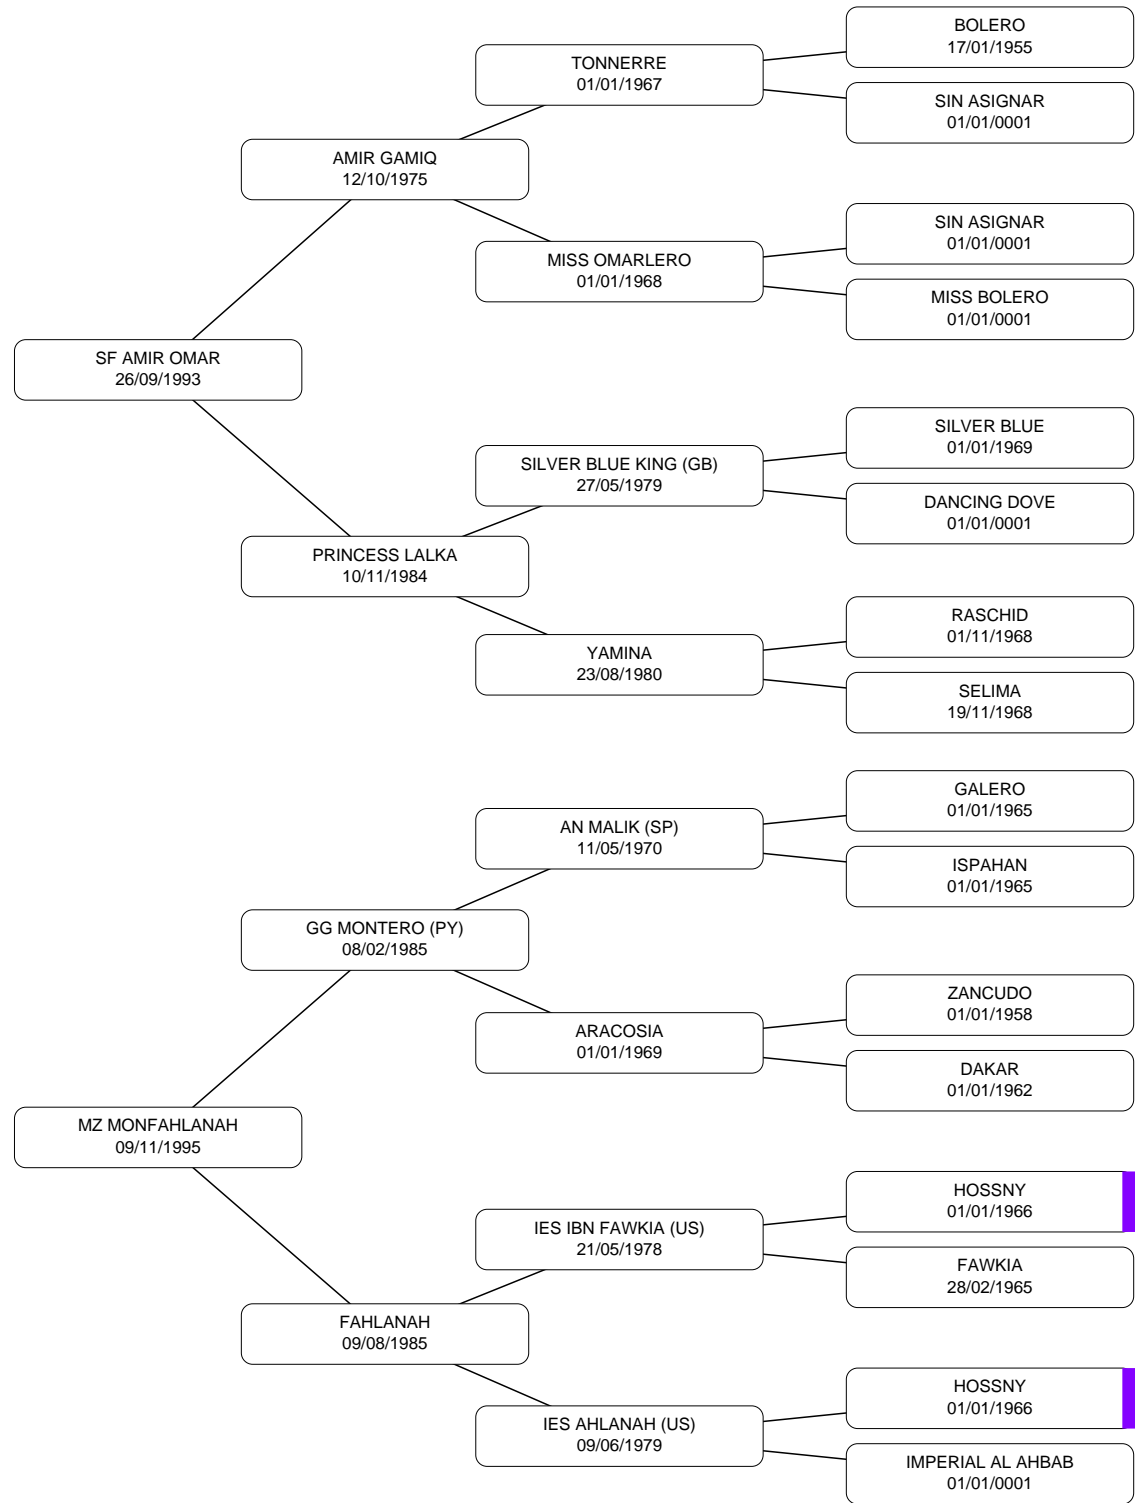 BOLERO
17/01/1955
TONNERRE
01/01/1967
SIN ASIGNAR
01/01/0001
AMIR GAMIQ
12/10/1975
SIN ASIGNAR
01/01/0001
MISS OMARLERO
01/01/1968
MISS BOLERO
01/01/0001
SF AMIR OMAR
26/09/1993
SILVER BLUE
01/01/1969
SILVER BLUE KING (GB)
27/05/1979
DANCING DOVE
01/01/0001
PRINCESS LALKA
10/11/1984
RASCHID
01/11/1968
YAMINA
23/08/1980
SELIMA
19/11/1968
GALERO
01/01/1965
AN MALIK (SP)
11/05/1970
ISPAHAN
01/01/1965
GG MONTERO (PY)
08/02/1985
ZANCUDO
01/01/1958
ARACOSIA
01/01/1969
DAKAR
01/01/1962
MZ MONFAHLANAH
09/11/1995
HOSSNY
01/01/1966
IES IBN FAWKIA (US)
21/05/1978
FAWKIA
28/02/1965
FAHLANAH
09/08/1985
HOSSNY
01/01/1966
IES AHLANAH (US)
09/06/1979
IMPERIAL AL AHBAB
01/01/0001